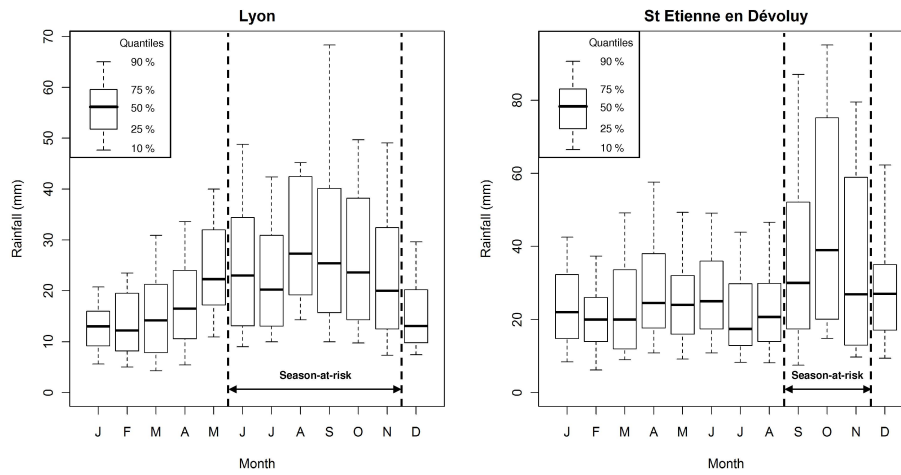 Lyon
Quantiles
90 %
75 %
50 %
25 %
10 %
Rainfall (mm)
70
60
50
40
30
20
10
0
Season-at-risk
J F M A M J J A S O N D
Month
St Etienne en Dévoluy
Quantiles
90 %
75 %
50 %
25 %
10 %
Rainfall (mm)
80
60
40
20
0
Season-at-risk
J F M A M J J A S O N D
Month